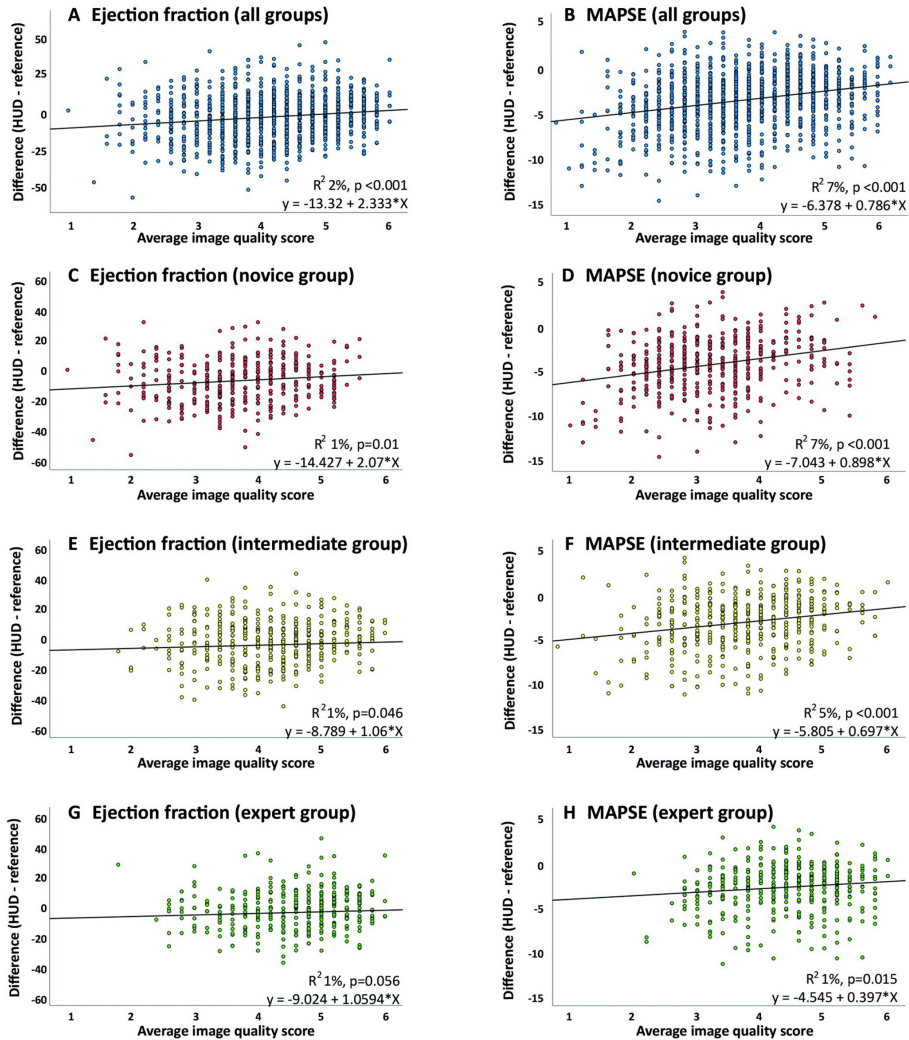 A Ejection fraction (all groups)
Difference (HUD - reference)
50
25
0
-25
-50
R2 2%, p <0.001
y = -13.32 + 2.333*X
1 2 3 4 5 6
Average image quality score
B MAPSE (all groups)
Difference (HUD - reference)
5
0
-5
-10
-15
R2 7%, p <0.001
y = -6.378 + 0.786*X
1 2 3 4 5 6
Average image quality score
C Ejection fraction (novice group)
Difference (HUD - reference)
60
40
20
0
-20
-40
-60
R2 1%, p=0.01
y = -14.427 + 2.07*X
1 2 3 4 5 6
Average image quality score
D MAPSE (novice group)
Difference (HUD - reference)
5
0
-5
-10
-15
R2 7%, p <0.001
y = -7.043 + 0.898*X
1 2 3 4 5 6
Average image quality score
E Ejection fraction (intermediate group)
Difference (HUD - reference)
60
40
20
0
-20
-40
-60
R2 1%, p=0.046
y = -8.789 + 1.06*X
1 2 3 4 5 6
Average image quality score
F MAPSE (intermediate group)
Difference (HUD - reference)
5
0
-5
-10
-15
R2 5%, p <0.001
y = -5.805 + 0.697*X
1 2 3 4 5 6
Average image quality score
G Ejection fraction (expert group)
Difference (HUD - reference)
60
40
20
0
-20
-40
-60
R2 1%, p=0.056
y = -9.024 + 1.0594*X
1 2 3 4 5 6
Average image quality score
H MAPSE (expert group)
Difference (HUD - reference)
5
0
-5
-10
-15
R2 1%, p=0.015
y = -4.545 + 0.397*X
1 2 3 4 5 6
Average image quality score